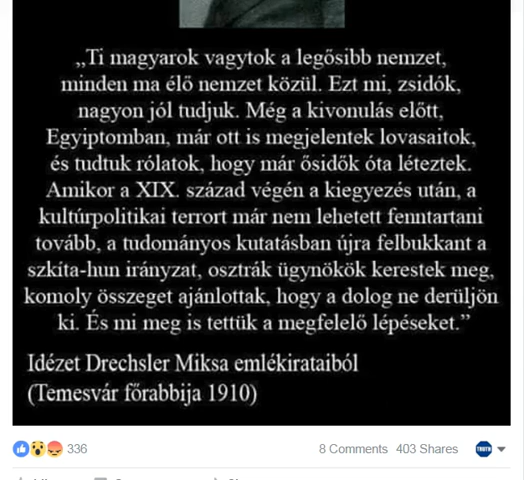 „Ti magyarok vagytok a legősibb nemzet,
minden ma élő nemzet közül. Ezt mi, zsidók,
nagyon jól tudjuk. Még a kivonulás előtt,
Egyiptomban, már ott is megjelentek lovasaitok,
és tudtuk rólatok, hogy már ősidők óta léteztek.
Amikor a XIX. század végén a kiegyezés után, a
kultúrpolitikai terrort már nem lehetett fenntartani
tovább, a tudományos kutatásban újra felbukkant a
szkíta-hun irányzat, osztrák ügynökök kerestek meg,
komoly összeget ajánlottak, hogy a dolog ne derüljön
ki. És mi meg is tettük a megfelelő lépéseket.”
Idézet Drechsler Miksa emlékirataiból
(Temesvár főrabbija 1910)
336 8 Comments 403 Shares TRUTH